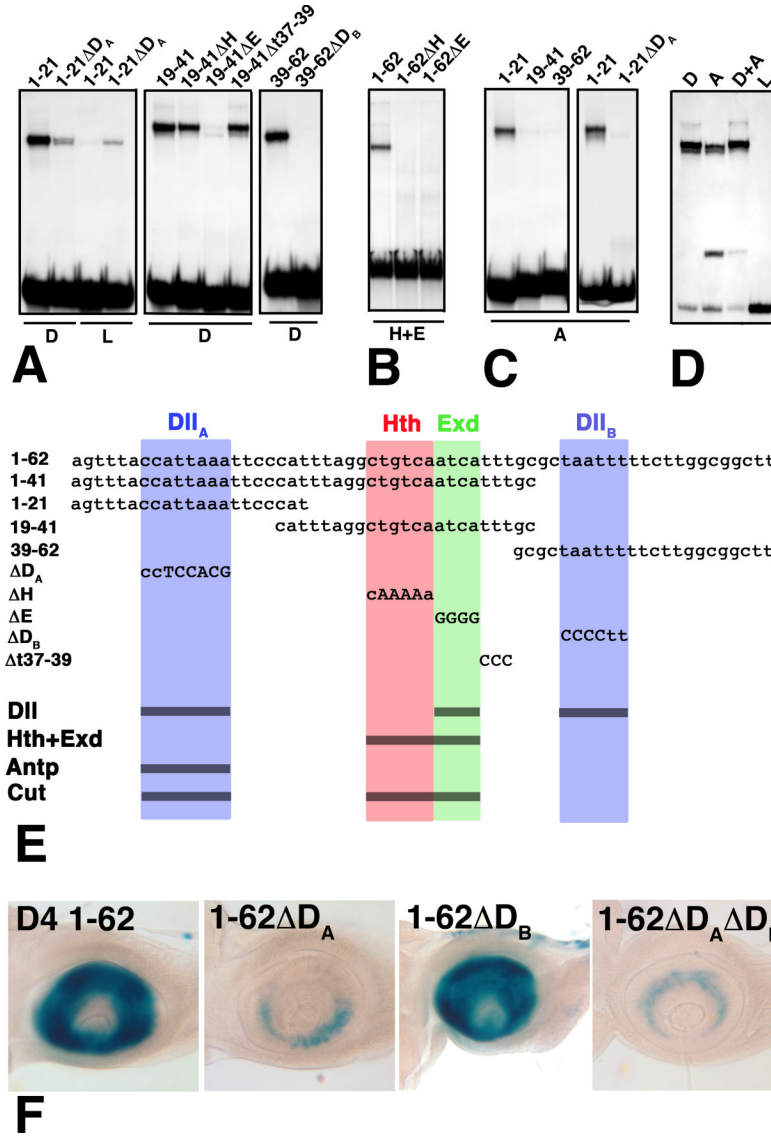 1-21 1-21ΔDA 1-21 1-21ΔDA
19-41 19-41ΔH 19-41ΔE 19-41Δt37-39
39-62 39-62ΔDB
1-62 1-62ΔH 1-62ΔE
1-21 19-41 39-62
1-21 1-21ΔDA
D A D+A L
D L
D
D
H+E
A
A
B
C
D
DllA Hth Exd DllB
1-62 agtttaccattaaattcccatttaggctgtcaatcatttgcgctaatttttcttggcggctt
1-41 agtttaccattaaattcccatttaggctgtcaatcatttgc
1-21 agtttaccattaaattcccat
19-41 catttaggctgtcaatcatttgc
39-62 gcgctaatttttcttggcggctt
ΔDA ccTCCACG
ΔH cAAAAa
ΔE GGGG
ΔDB CCCCtt
Δt37-39 CCC
Dll
Hth+Exd
Antp
Cut
E
D4 1-62 1-62ΔDA 1-62ΔDB 1-62ΔDAΔD
F